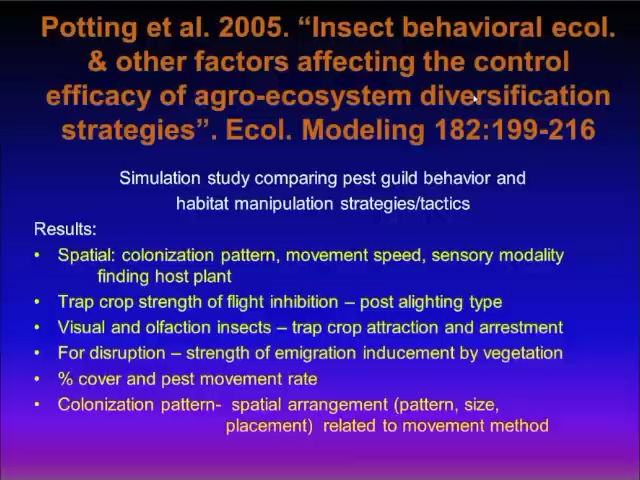 Potting et al. 2005. “Insect behavioral ecol.
& other factors affecting the control
efficacy of agro-ecosystem diversification
strategies”. Ecol. Modeling 182:199-216
Simulation study comparing pest guild behavior and
habitat manipulation strategies/tactics
Results:
• Spatial: colonization pattern, movement speed, sensory modality
finding host plant
• Trap crop strength of flight inhibition – post alighting type
• Visual and olfaction insects – trap crop attraction and arrestment
• For disruption – strength of emigration inducement by vegetation
• % cover and pest movement rate
• Colonization pattern- spatial arrangement (pattern, size,
placement) related to movement method